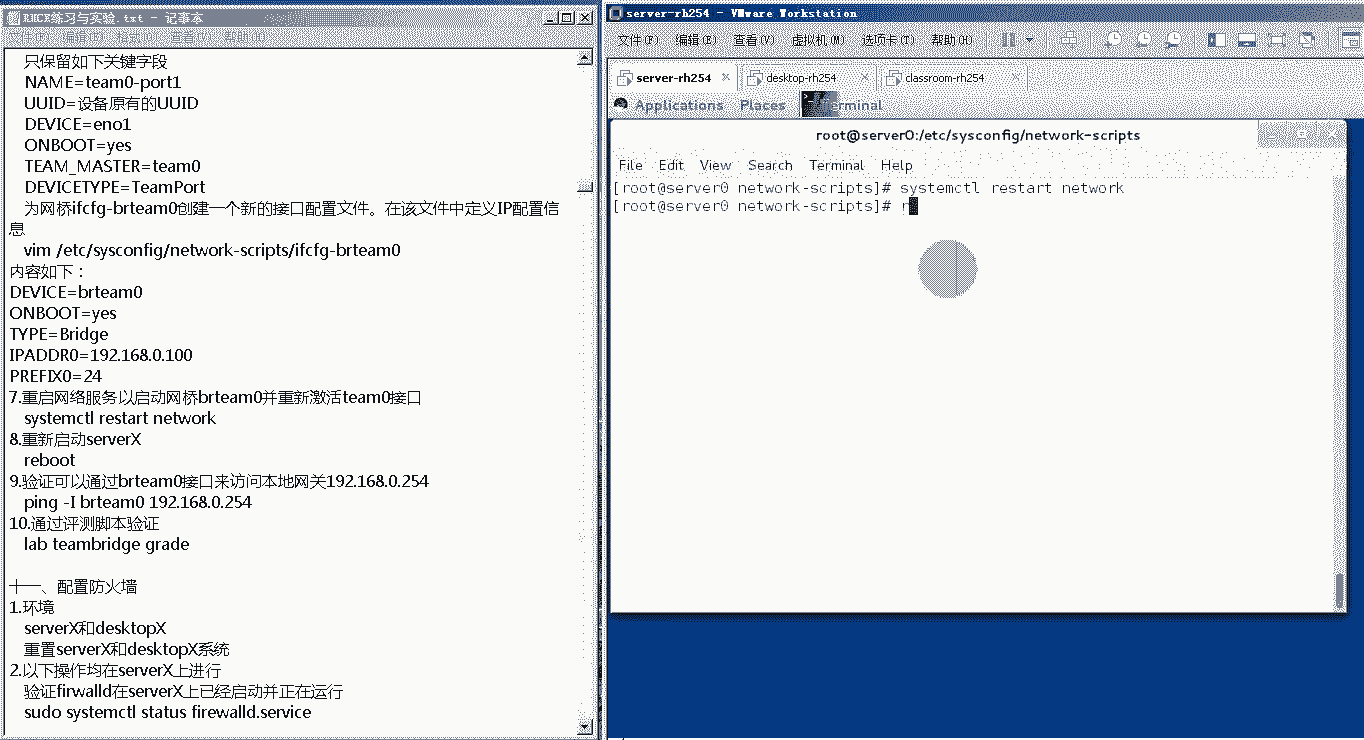 RHCE练习与实验.txt - 记事本
文件(F) 编辑(E) 格式(O) 查看(V) 帮助(H)
只保留如下关键字段
NAME=team0-port1
UUID=设备原有的UUID
DEVICE=eno1
ONBOOT=yes
TEAM_MASTER=team0
DEVICETYPE=TeamPort
为网桥ifcfg-brteam0创建一个新的接口配置文件。在该文件中定义IP配置信
息
vim /etc/sysconfig/network-scripts/ifcfg-brteam0
内容如下：
DEVICE=brteam0
ONBOOT=yes
TYPE=Bridge
IPADDR0=192.168.0.100
PREFIX0=24
7.重启网络服务以启动网桥brteam0并重新激活team0接口
systemctl restart network
8.重新启动serverX
reboot
9.验证可以通过brteam0接口来访问本地网关192.168.0.254
ping -I brteam0 192.168.0.254
10.通过评测脚本验证
lab teambridge grade
十一、配置防火墙
1.环境
serverX和desktopX
重置serverX和desktopX系统
2.以下操作均在serverX上进行
验证firwalld在serverX上已经启动并正在运行
sudo systemctl status firewalld.service
server-rh254 - VMware Workstation
文件(F) 编辑(E) 查看(V) 虚拟机(M) 选项卡(T) 帮助(H)
server-rh254 desktop-rh254 classroom-rh254
Applications Places Terminal
root@server0:/etc/sysconfig/network-scripts
File Edit View Search Terminal Help
[root@server0 network-scripts]# systemctl restart network
[root@server0 network-scripts]# r